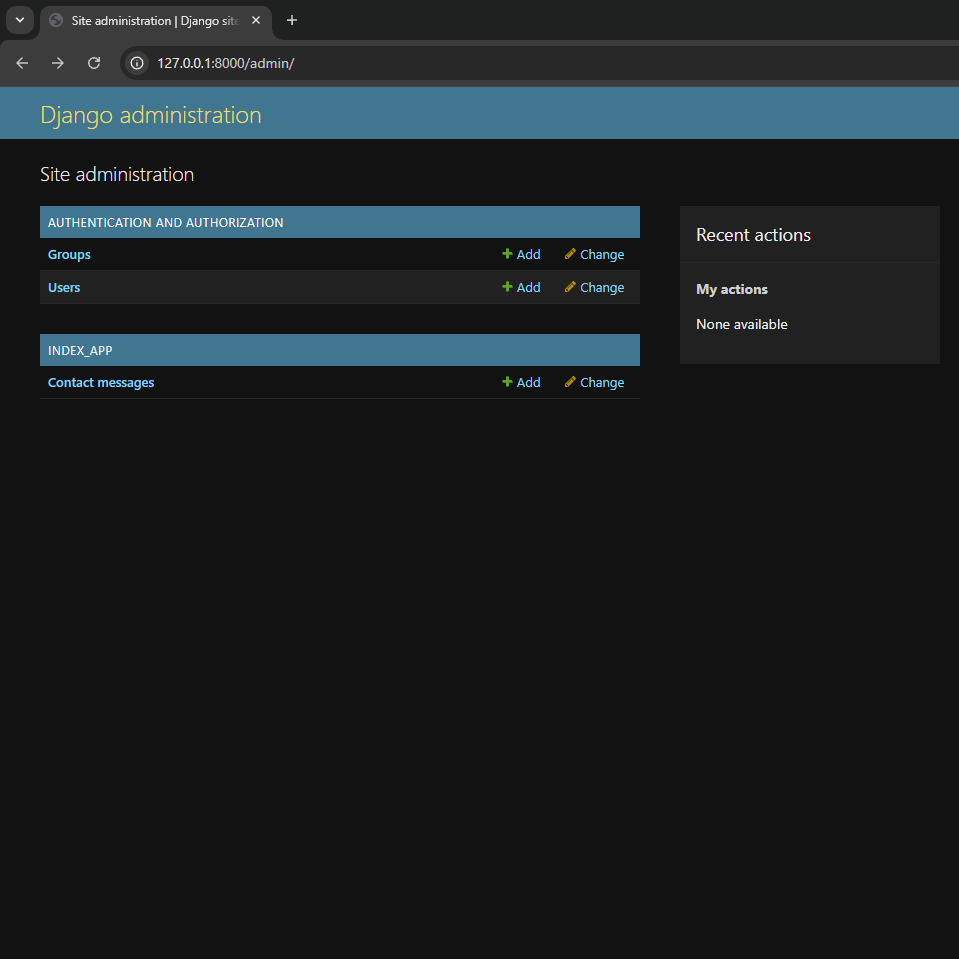 Site administration | Django site
127.0.0.1:8000/admin/
Django administration
Site administration
AUTHENTICATION AND AUTHORIZATION
Groups Add Change
Users Add Change
INDEX_APP
Contact messages Add Change
Recent actions
My actions
None available